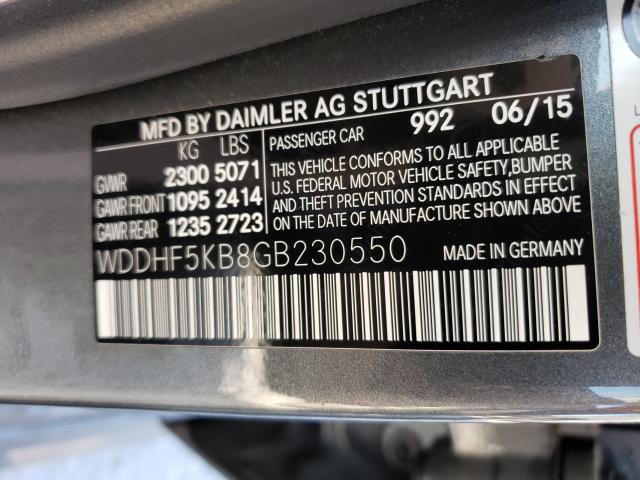 MFD BY DAIMLER AG STUTTGART
KG LBS
GVWR 2300 5071
GAWR FRONT 1095 2414
GAWR REAR 1235 2723
PASSENGER CAR 992 06/15
THIS VEHICLE CONFORMS TO ALL APPLICABLE
U.S. FEDERAL MOTOR VEHICLE SAFETY, BUMPER
AND THEFT PREVENTION STANDARDS IN EFFECT
ON THE DATE OF MANUFACTURE SHOWN ABOVE
WDDHF5KB8GB230550 MADE IN GERMANY